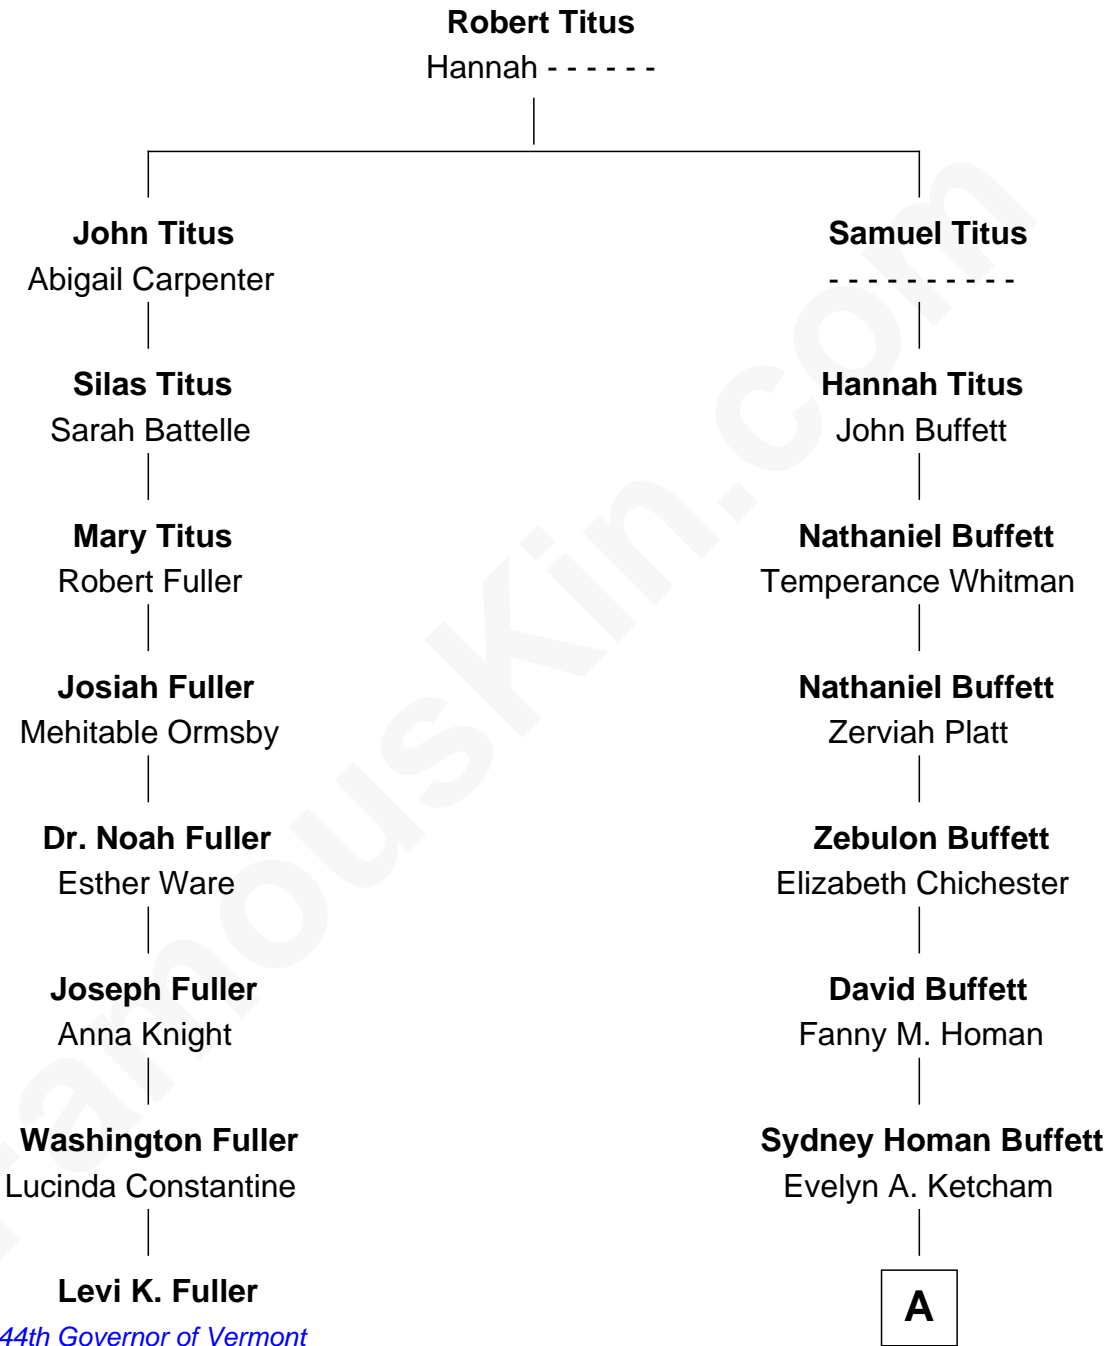 Robert Titus
Hannah - - - - - -
John Titus
Abigail Carpenter
Samuel Titus
- - - - - - - - - -
Silas Titus
Sarah Battelle
Hannah Titus
John Buffett
Mary Titus
Robert Fuller
Nathaniel Buffett
Temperance Whitman
Josiah Fuller
Mehitable Ormsby
Nathaniel Buffett
Zerviah Platt
Dr. Noah Fuller
Esther Ware
Zebulon Buffett
Elizabeth Chichester
Joseph Fuller
Anna Knight
David Buffett
Fanny M. Homan
Washington Fuller
Lucinda Constantine
Sydney Homan Buffett
Evelyn A. Ketcham
Levi K. Fuller
44th Governor of Vermont
A
FamousKin.com